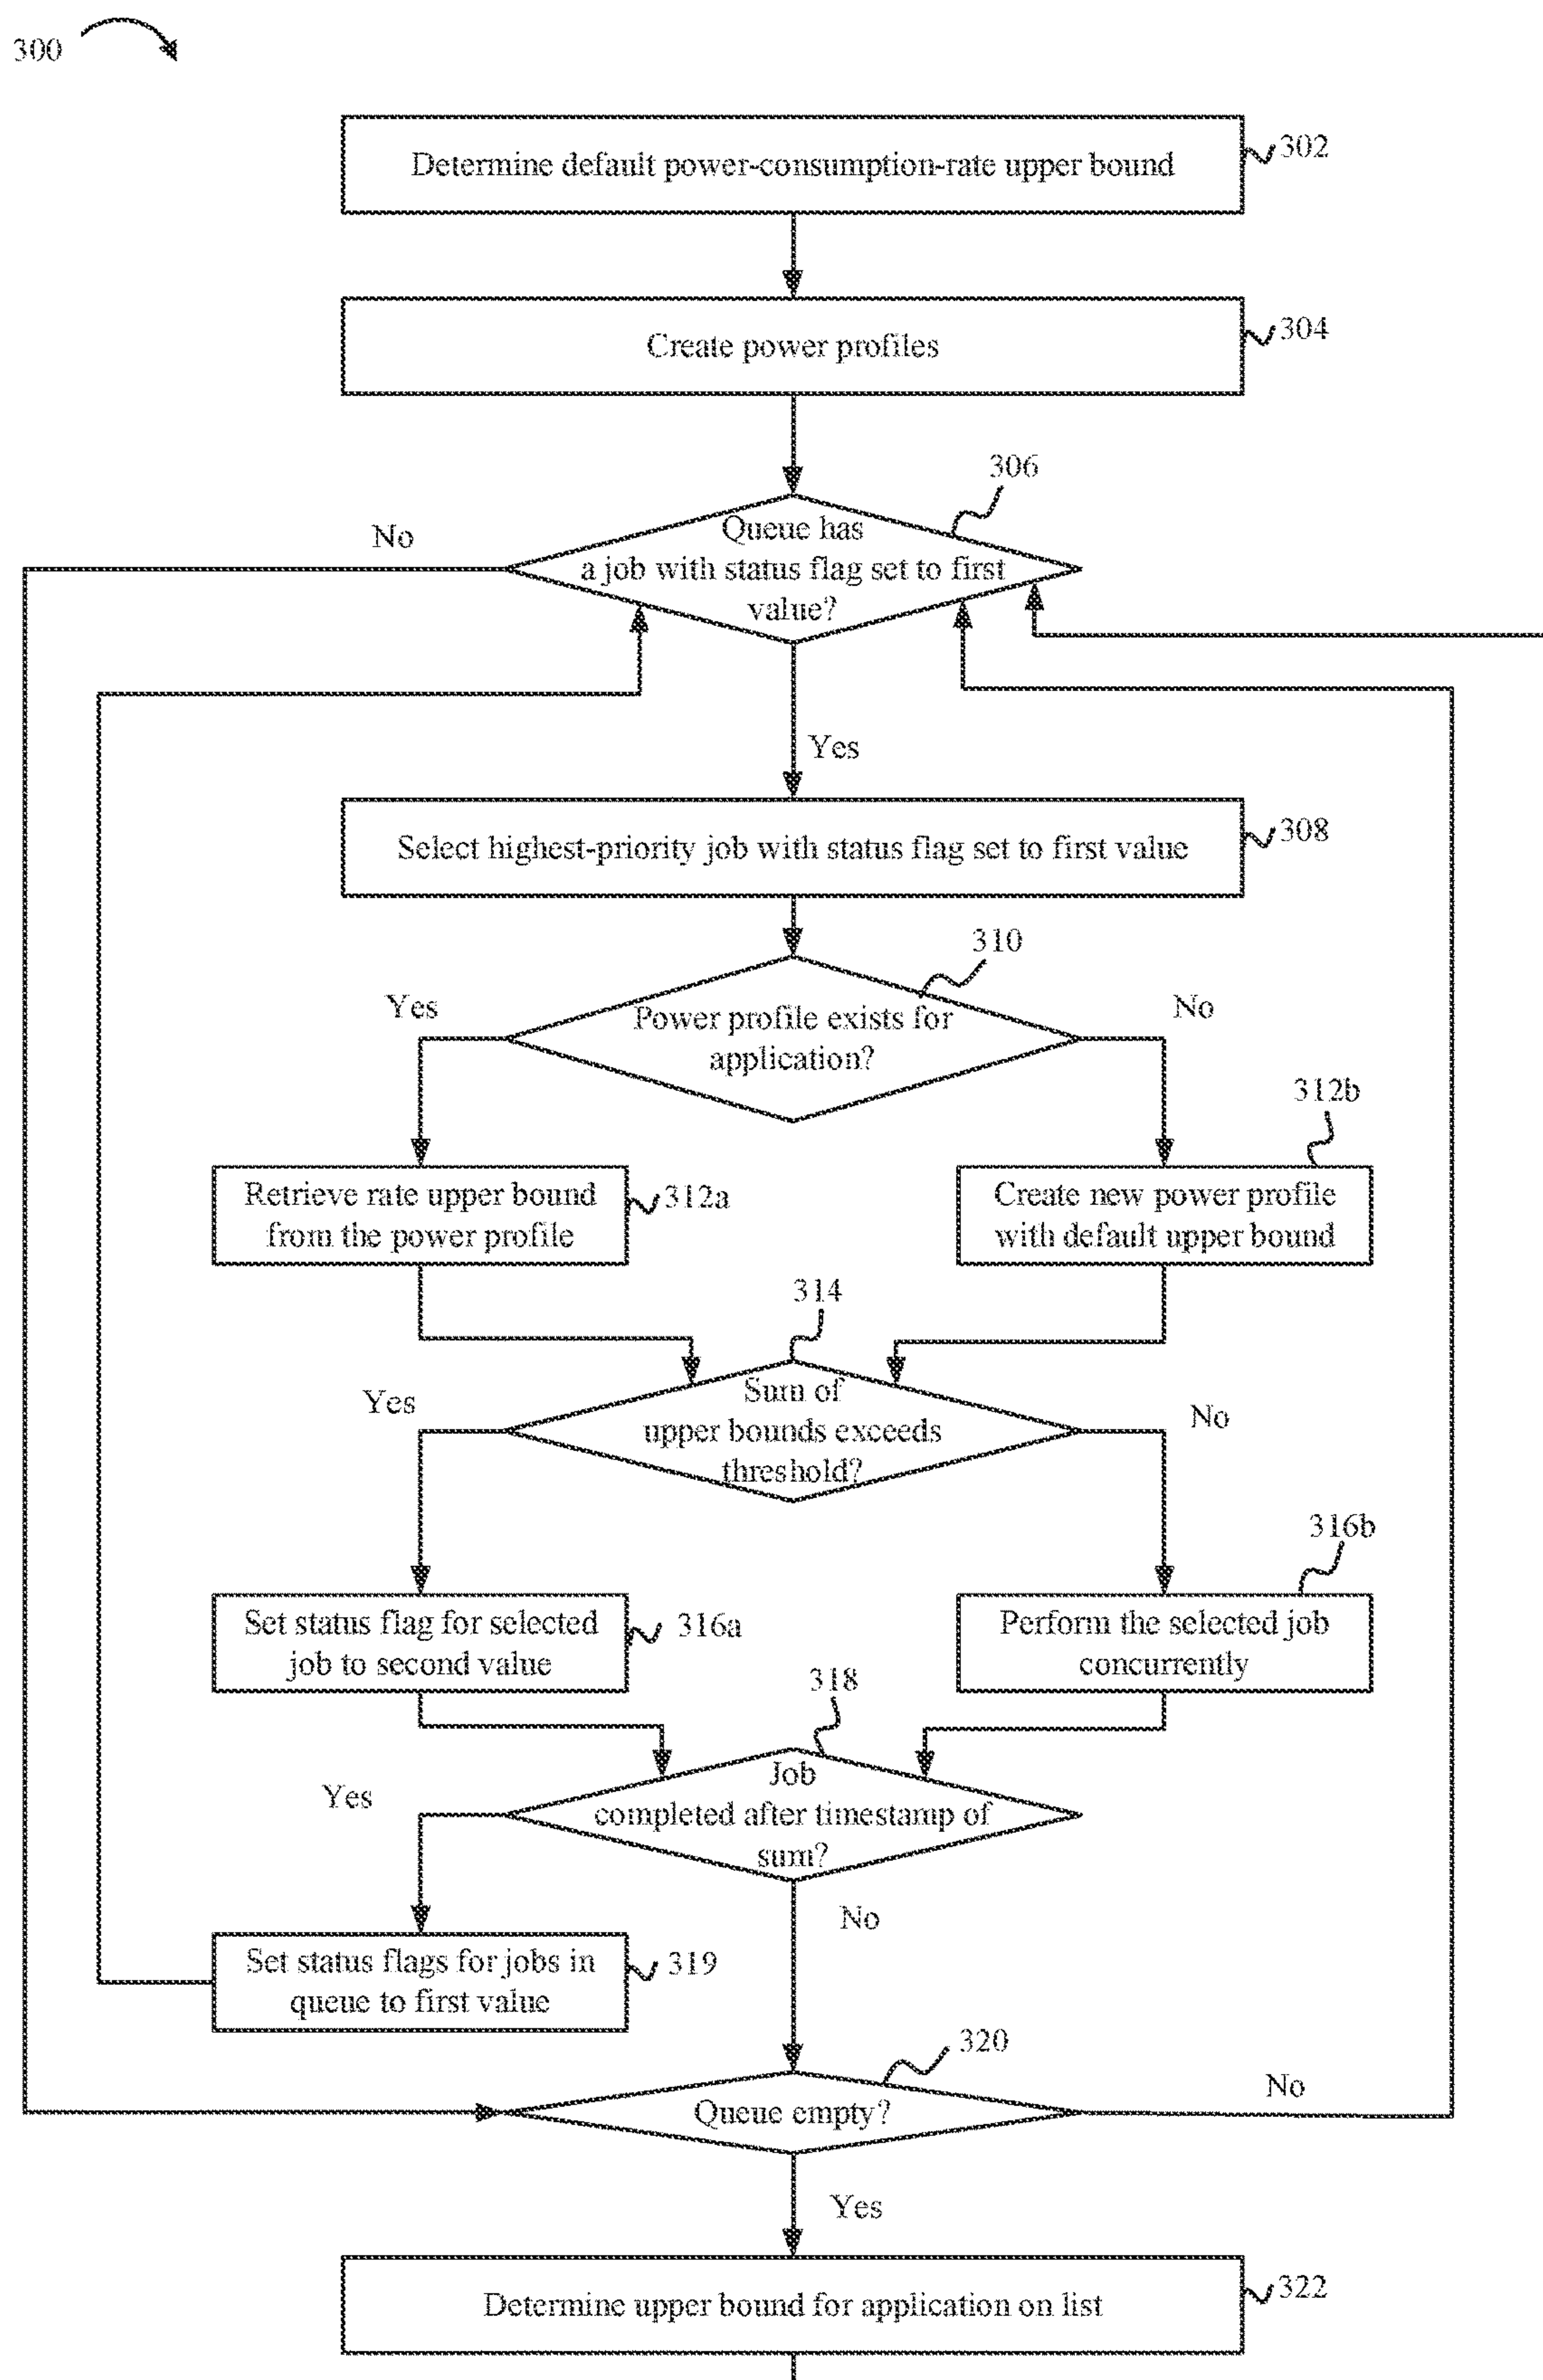 300
Determine default power-consumption-rate upper bound
302
Create power profiles
304
306
No
Queue has
a job with status flag set to first
value?
Yes
Select highest-priority job with status flag set to first value
308
310
Yes
No
Power profile exists for
application?
312b
Retrieve rate upper bound
from the power profile
312a
Create new power profile
with default upper bound
314
Yes
Sum of
upper bounds exceeds
threshold?
No
316b
Set status flag for selected
job to second value
316a
Perform the selected job
concurrently
318
Yes
Job
completed after timestamp of
sum?
No
Set status flags for jobs in
queue to first value
319
320
No
Queue empty?
Yes
Determine upper bound for application on list
322